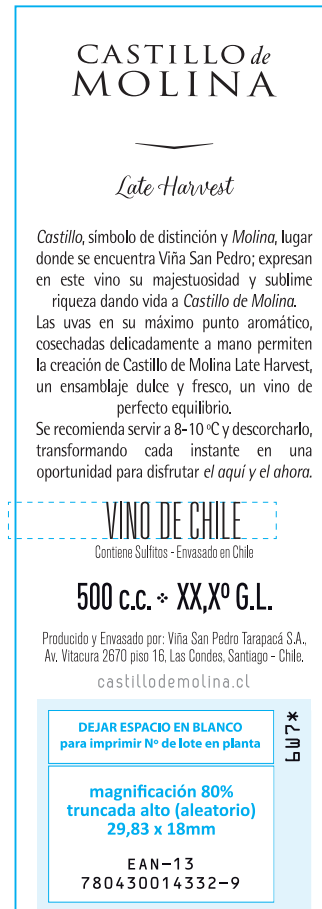 CASTILLO de
MOLINA
Late Harvest
Castillo, símbolo de distinción y Molina, lugar
donde se encuentra Viña San Pedro; expresan
en este vino su majestuosidad y sublime
riqueza dando vida a Castillo de Molina.
Las uvas en su máximo punto aromático,
cosechadas delicadamente a mano permiten
la creación de Castillo de Molina Late Harvest,
un ensamblaje dulce y fresco, un vino de
perfecto equilibrio.
Se recomienda servir a 8-10 ºC y descorcharlo,
transformando cada instante en una
oportunidad para disfrutar el aquí y el ahora.
VINO DE CHILE
Contiene Sulfitos - Envasado en Chile
500 c.c. XX,Xº G.L.
Producido y Envasado por: Viña San Pedro Tarapacá S.A.,
Av. Vitacura 2670 piso 16, Las Condes, Santiago - Chile.
castillodemolina.cl
DEJAR ESPACIO EN BLANCO
para imprimir Nº de lote en planta
magnificación 80%
truncada alto (aleatorio)
29,83 x 18mm
EAN-13
780430014332-9